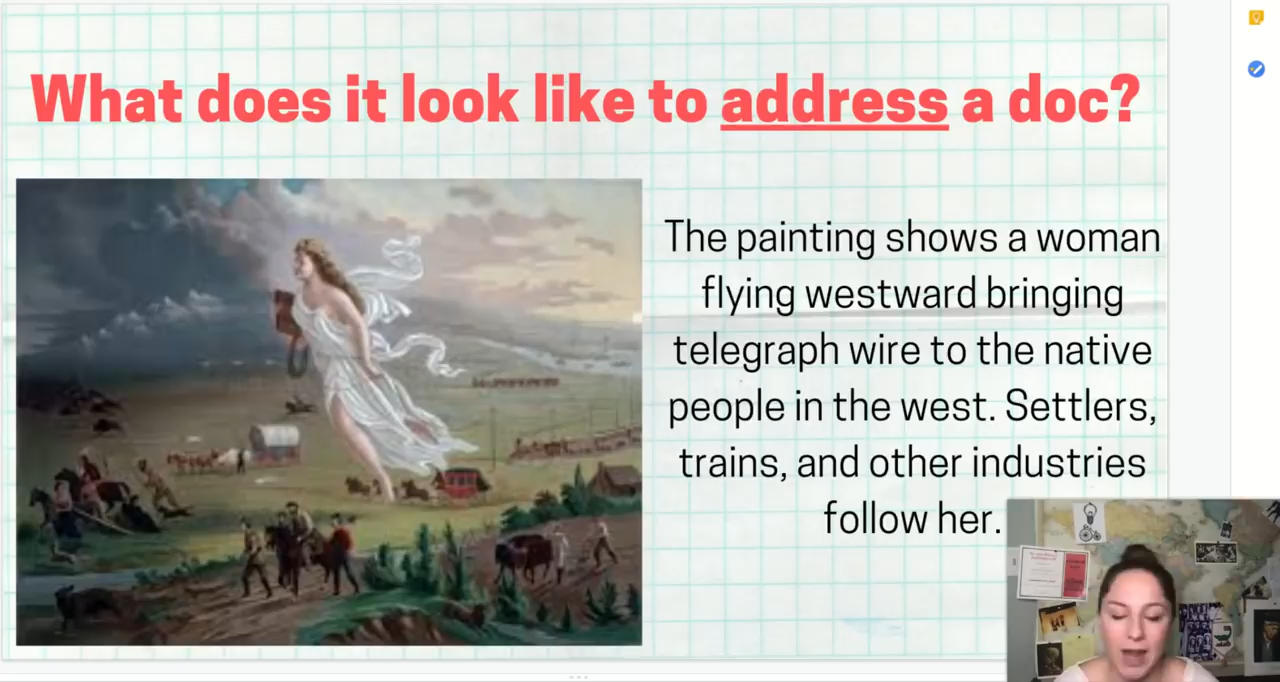 What does it look like to address a doc?
The painting shows a woman
flying westward bringing
telegraph wire to the native
people in the west. Settlers,
trains, and other industries
follow her.